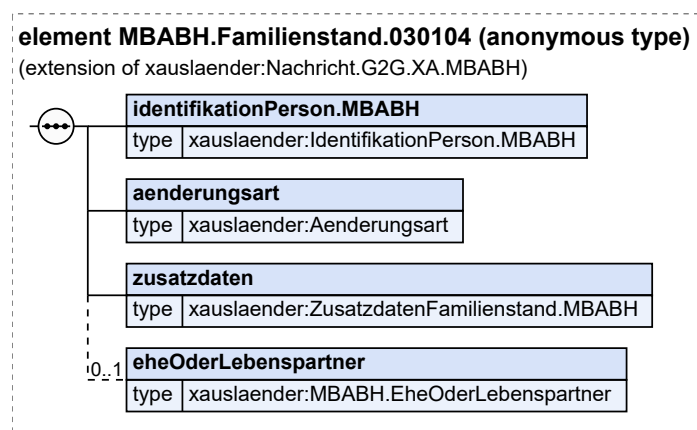 element MBABH.Familienstand.030104 (anonymous type)
(extension of xauslaender:Nachricht.G2G.XA.MBABH)
identifikationPerson.MBABH
type xauslaender:IdentifikationPerson.MBABH
aenderungsart
type xauslaender:Aenderungsart
zusatzdaten
type xauslaender:ZusatzdatenFamilienstand.MBABH
0..1
eheOderLebenspartner
type xauslaender:MBABH.EheOderLebenspartner